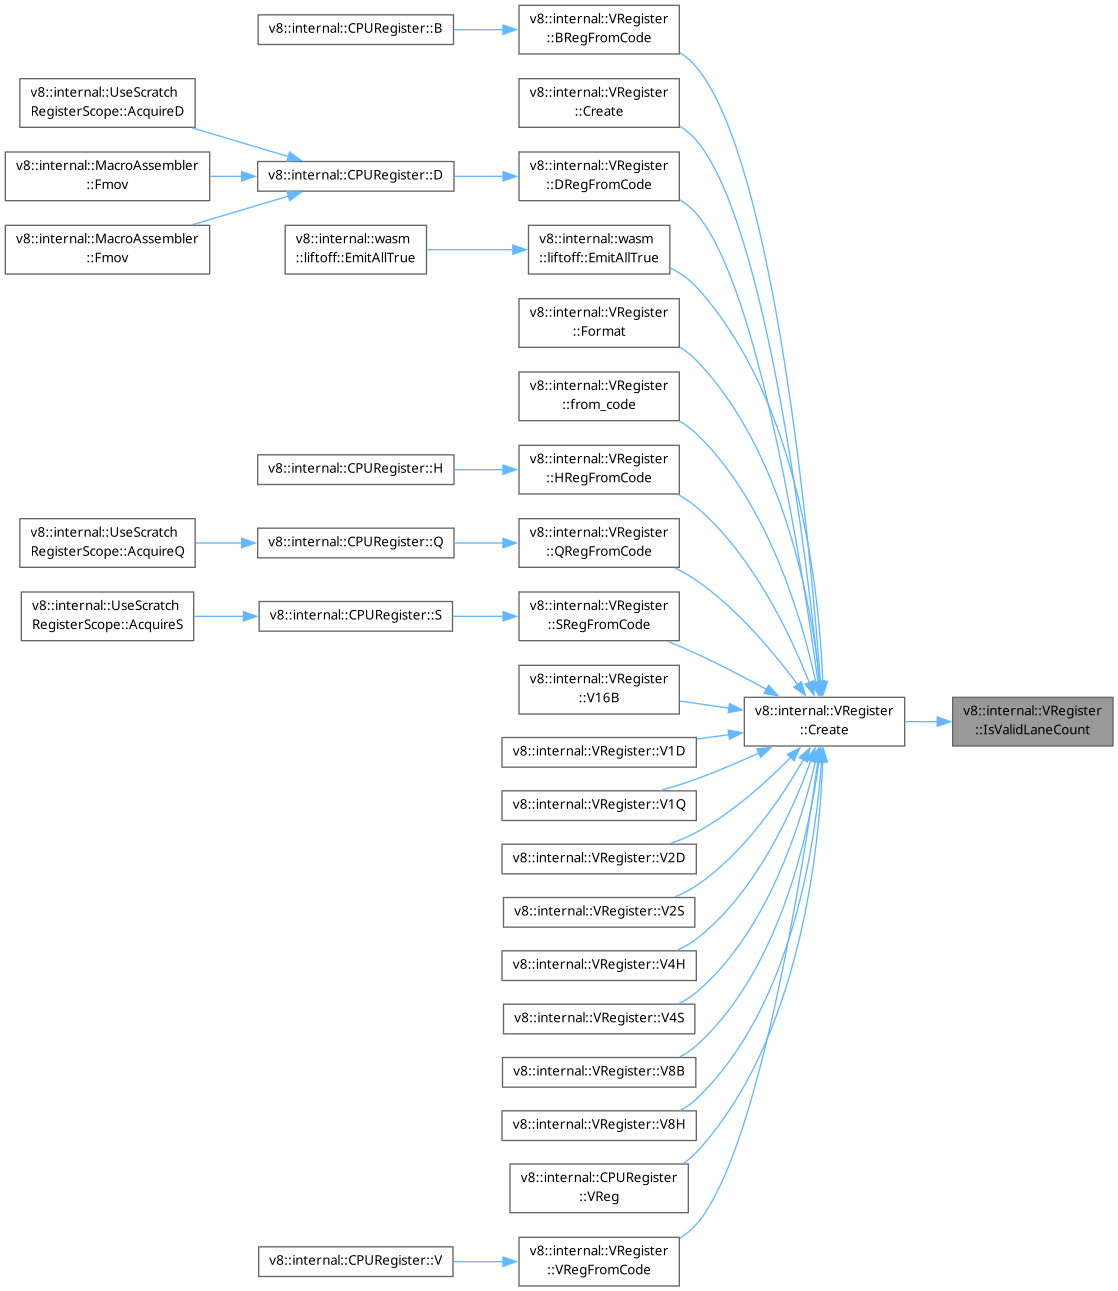 v8::internal::CPURegister::B
v8::internal::VRegister
::BRegFromCode
v8::internal::UseScratch
RegisterScope::AcquireD
v8::internal::VRegister
::Create
v8::internal::MacroAssembler
::Fmov
v8::internal::CPURegister::D
v8::internal::VRegister
::DRegFromCode
v8::internal::MacroAssembler
::Fmov
v8::internal::wasm
::liftoff::EmitAllTrue
v8::internal::wasm
::liftoff::EmitAllTrue
v8::internal::VRegister
::Format
v8::internal::VRegister
::from_code
v8::internal::CPURegister::H
v8::internal::VRegister
::HRegFromCode
v8::internal::UseScratch
RegisterScope::AcquireQ
v8::internal::CPURegister::Q
v8::internal::VRegister
::QRegFromCode
v8::internal::UseScratch
RegisterScope::AcquireS
v8::internal::CPURegister::S
v8::internal::VRegister
::SRegFromCode
v8::internal::VRegister
::V16B
v8::internal::VRegister
::Create
v8::internal::VRegister
::IsValidLaneCount
v8::internal::VRegister::V1D
v8::internal::VRegister::V1Q
v8::internal::VRegister::V2D
v8::internal::VRegister::V2S
v8::internal::VRegister::V4H
v8::internal::VRegister::V4S
v8::internal::VRegister::V8B
v8::internal::VRegister::V8H
v8::internal::CPURegister
::VReg
v8::internal::CPURegister::V
v8::internal::VRegister
::VRegFromCode